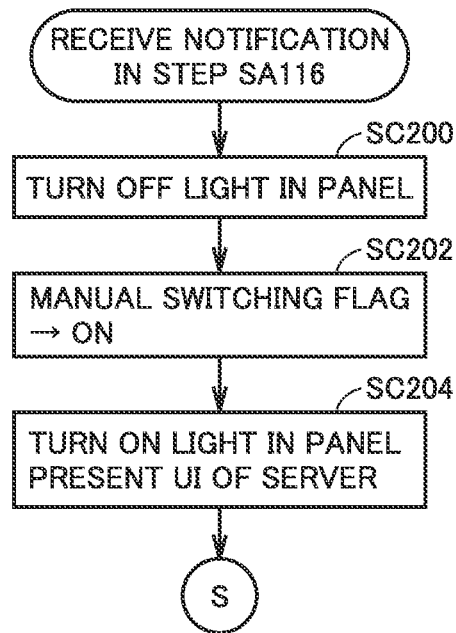 RECEIVE NOTIFICATION
IN STEP SA116
SC200
TURN OFF LIGHT IN PANEL
SC202
MANUAL SWITCHING FLAG
→ ON
SC204
TURN ON LIGHT IN PANEL
PRESENT UI OF SERVER
S